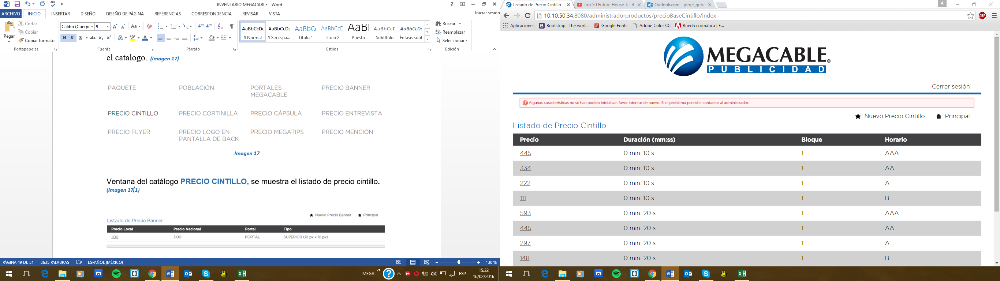 INVENTARIO MEGACABLE - Word
ARCHIVO INICIO INSERTAR DISEÑO DISEÑO DE PÁGINA REFERENCIAS CORRESPONDENCIA REVISAR VISTA Iniciar sesión
Pegar
Cortar
Copiar
Copiar formato
Portapapeles
Calibri (Cuerpo 9
Fuente
Párrafo
AaBbCcDc AaBbCcDc AaBbCc AaBbCcD AaBl AaBbCcD AaBbCcDc
¶ Normal ¶ Sin espa... Título 1 Título 2 Puesto Subtítulo Énfasis sutil
Estilos
Buscar
Reemplazar
Seleccionar
Edición
el catalogo. (Imagen 17)
PAQUETE POBLACIÓN PORTALES MEGACABLE PRECIO BANNER
PRECIO CINTILLO PRECIO CORTINILLA PRECIO CÁPSULA PRECIO ENTREVISTA
PRECIO FLYER PRECIO LOGO EN PANTALLA DE BACK PRECIO MEGATIPS PRECIO MENCIÓN
Imagen 17
Ventana del catálogo PRECIO CINTILLO, se muestra el listado de precio cintillo.
(Imagen 17.1)
Nuevo Precio Banner Principal
Listado de Precio Banner
Precio Local Precio Nacional Portal Tipo
1.00 3.00 PORTAL SUPERIOR (10 px x 10 px)
PÁGINA 49 DE 51 3635 PALABRAS ESPAÑOL (MÉXICO) 130 %
MEGA » ESP 15:32
16/02/2016
Listado de Precio Cintillo Top 50 Future House Tr Outlook.com - jorge_gutie
10.10.50.34:8080/administradorproductos/precioBaseCintillo/index
ABP
Aplicaciones Bootstrap · The worl... Google Fonts Adobe Color CC Rueda cromática | E...
MEGACABLE®
PUBLICIDAD
Cerrar sesión
Algunas características no se han podido inicializar, favor intentar de nuevo. Si el problema persiste, contactar al administrador.
Nuevo Precio Cintillo Principal
Listado de Precio Cintillo
Precio Duración (mm:ss) Bloque Horario
445 0 min: 10 s 1 AAA
334 0 min: 10 s 1 AA
222 0 min: 10 s 1 A
111 0 min: 10 s 1 B
593 0 min: 20 s 1 AAA
445 0 min: 20 s 1 AA
297 0 min: 20 s 1 A
148 0 min: 20 s 1 B